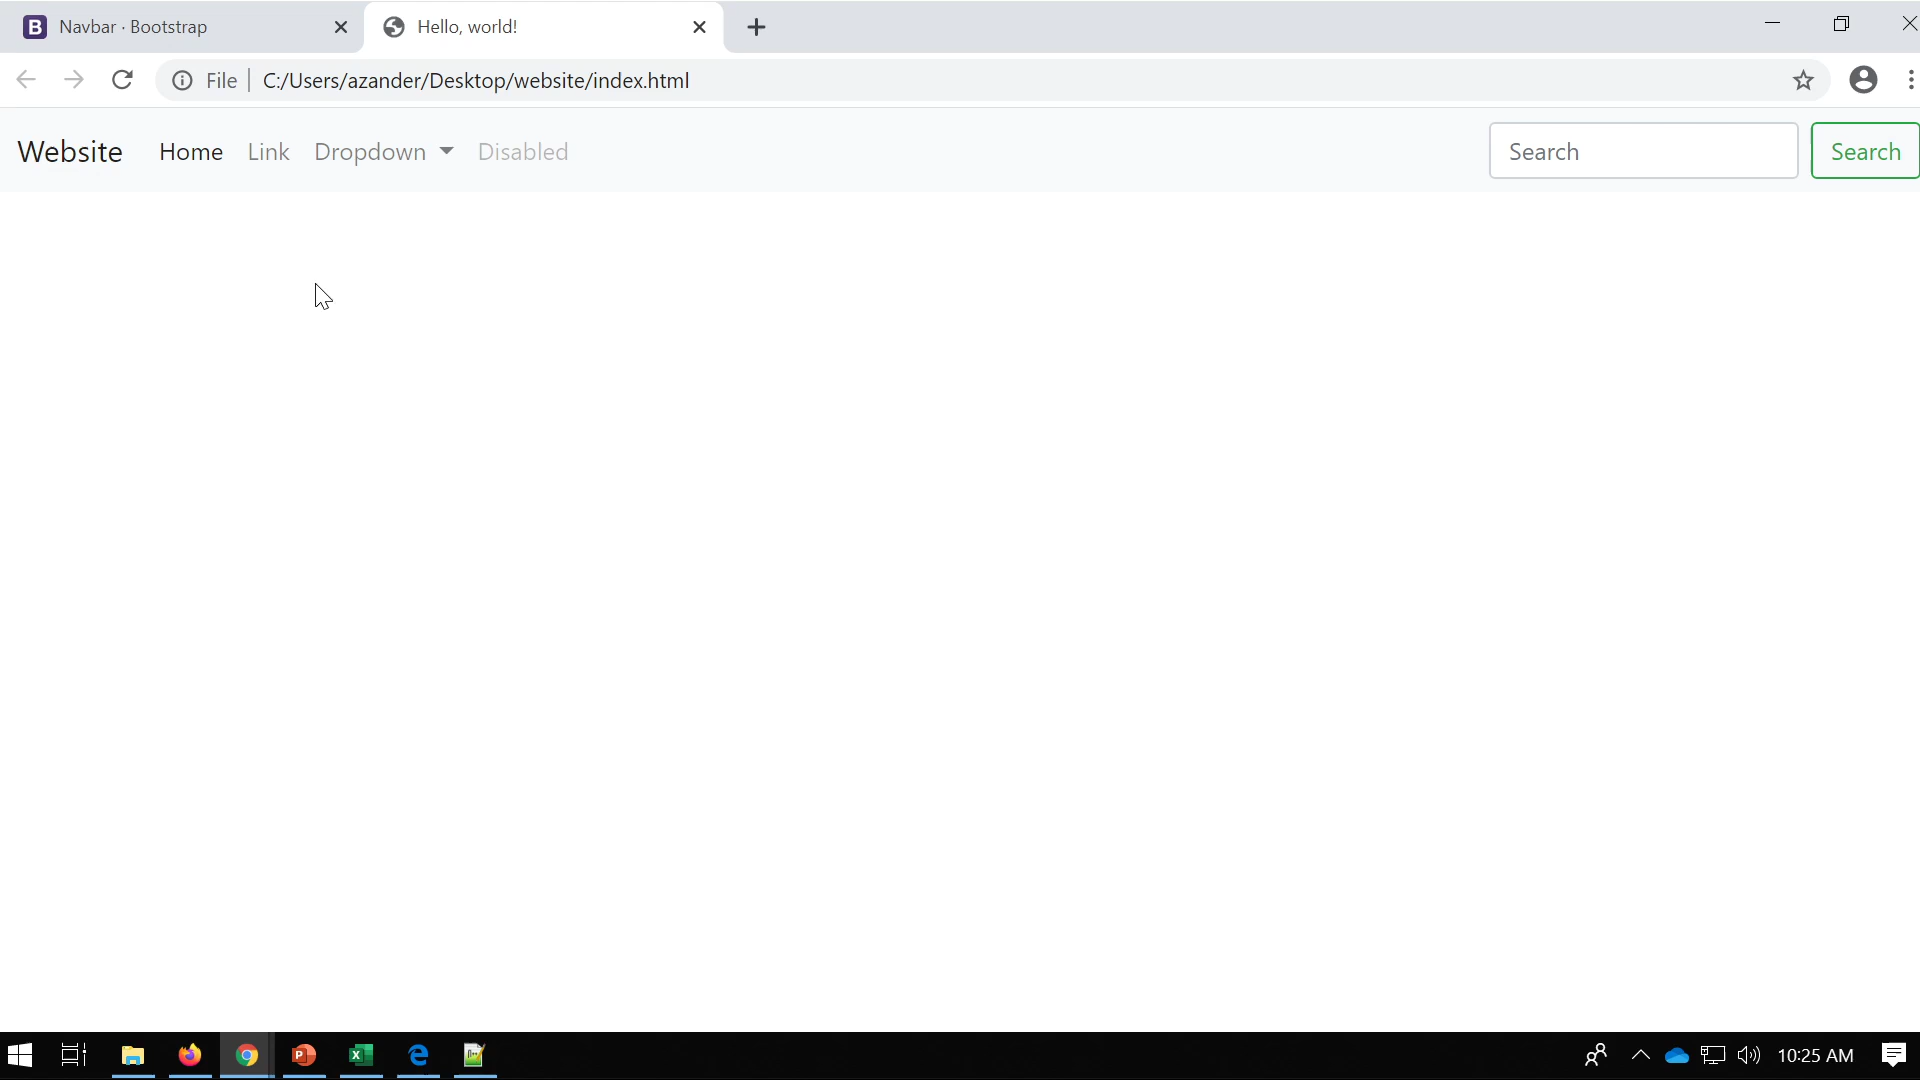 B Navbar · Bootstrap
Hello, world!
File C:/Users/azander/Desktop/website/index.html
Website Home Link Dropdown Disabled Search Search
10:25 AM